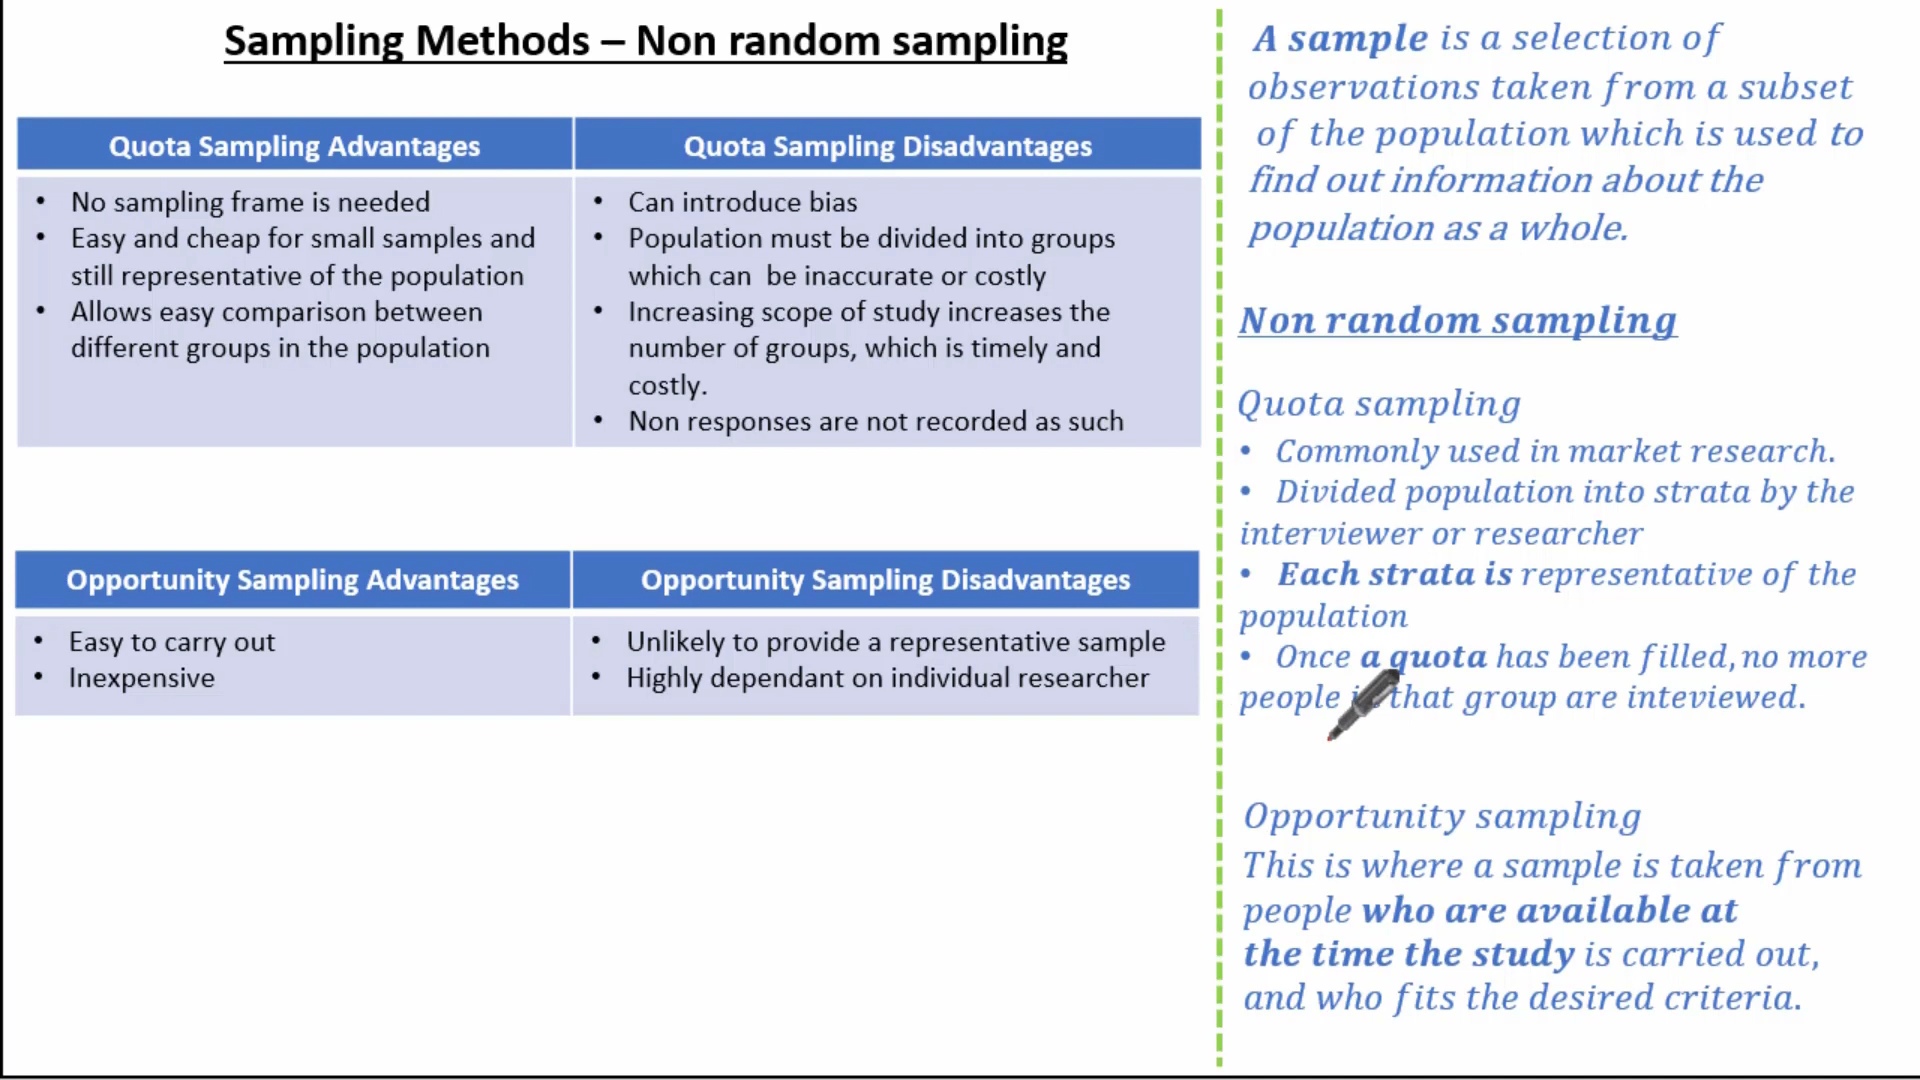 Sampling Methods – Non random sampling
Quota Sampling Advantages
Quota Sampling Disadvantages
• No sampling frame is needed
• Easy and cheap for small samples and
still representative of the population
• Allows easy comparison between
different groups in the population
• Can introduce bias
• Population must be divided into groups
which can  be inaccurate or costly
• Increasing scope of study increases the
number of groups, which is timely and
costly.
• Non responses are not recorded as such
Opportunity Sampling Advantages
Opportunity Sampling Disadvantages
• Easy to carry out
• Inexpensive
• Unlikely to provide a representative sample
• Highly dependant on individual researcher
A sample is a selection of
observations taken from a subset
of the population which is used to
find out information about the
population as a whole.
Non random sampling
Quota sampling
• Commonly used in market research.
• Divided population into strata by the
interviewer or researcher
• Each strata is representative of the
population
• Once a quota has been filled, no more
people that group are inteviewed.
Opportunity sampling
This is where a sample is taken from
people who are available at
the time the study is carried out,
and who fits the desired criteria.